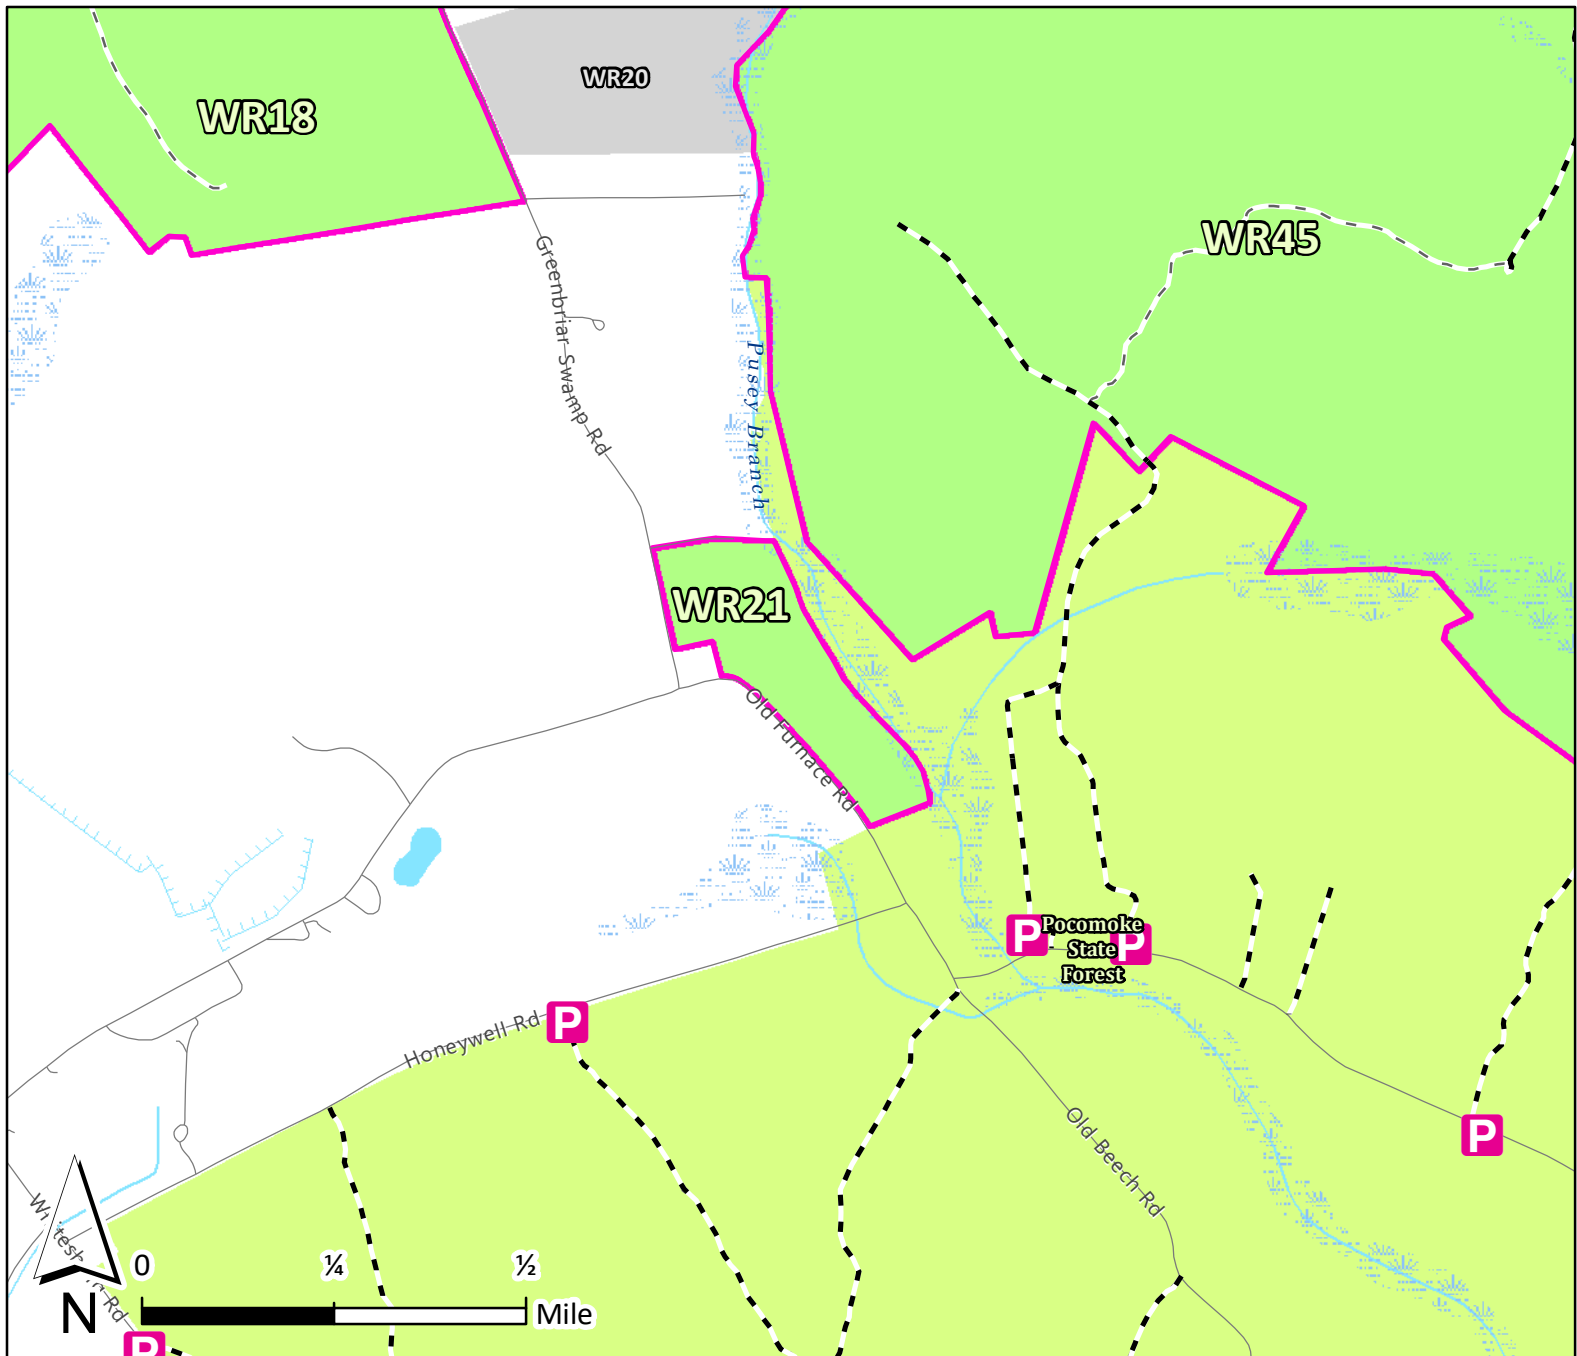 WR20
WR18
WR45
Greenbriar Swamp Rd
Pusey Branch
WR21
Old Furnace Rd
P
Pocomoke
P
State
Forest
P
Honeywell Rd
Old Beech Rd
P
0
¼
½
N
Mile
Rd
P